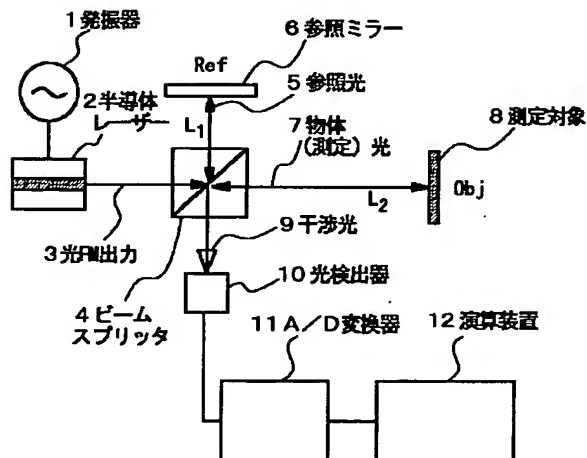 1発振器
2半導体
レーザー
3光FM出力
4ビーム
スプリッタ
Ref
L1
6参照ミラー
5参照光
7物体
(測定)光
8測定対象
L2
Obj
9干渉光
10光検出器
11A/D変換器
12演算装置